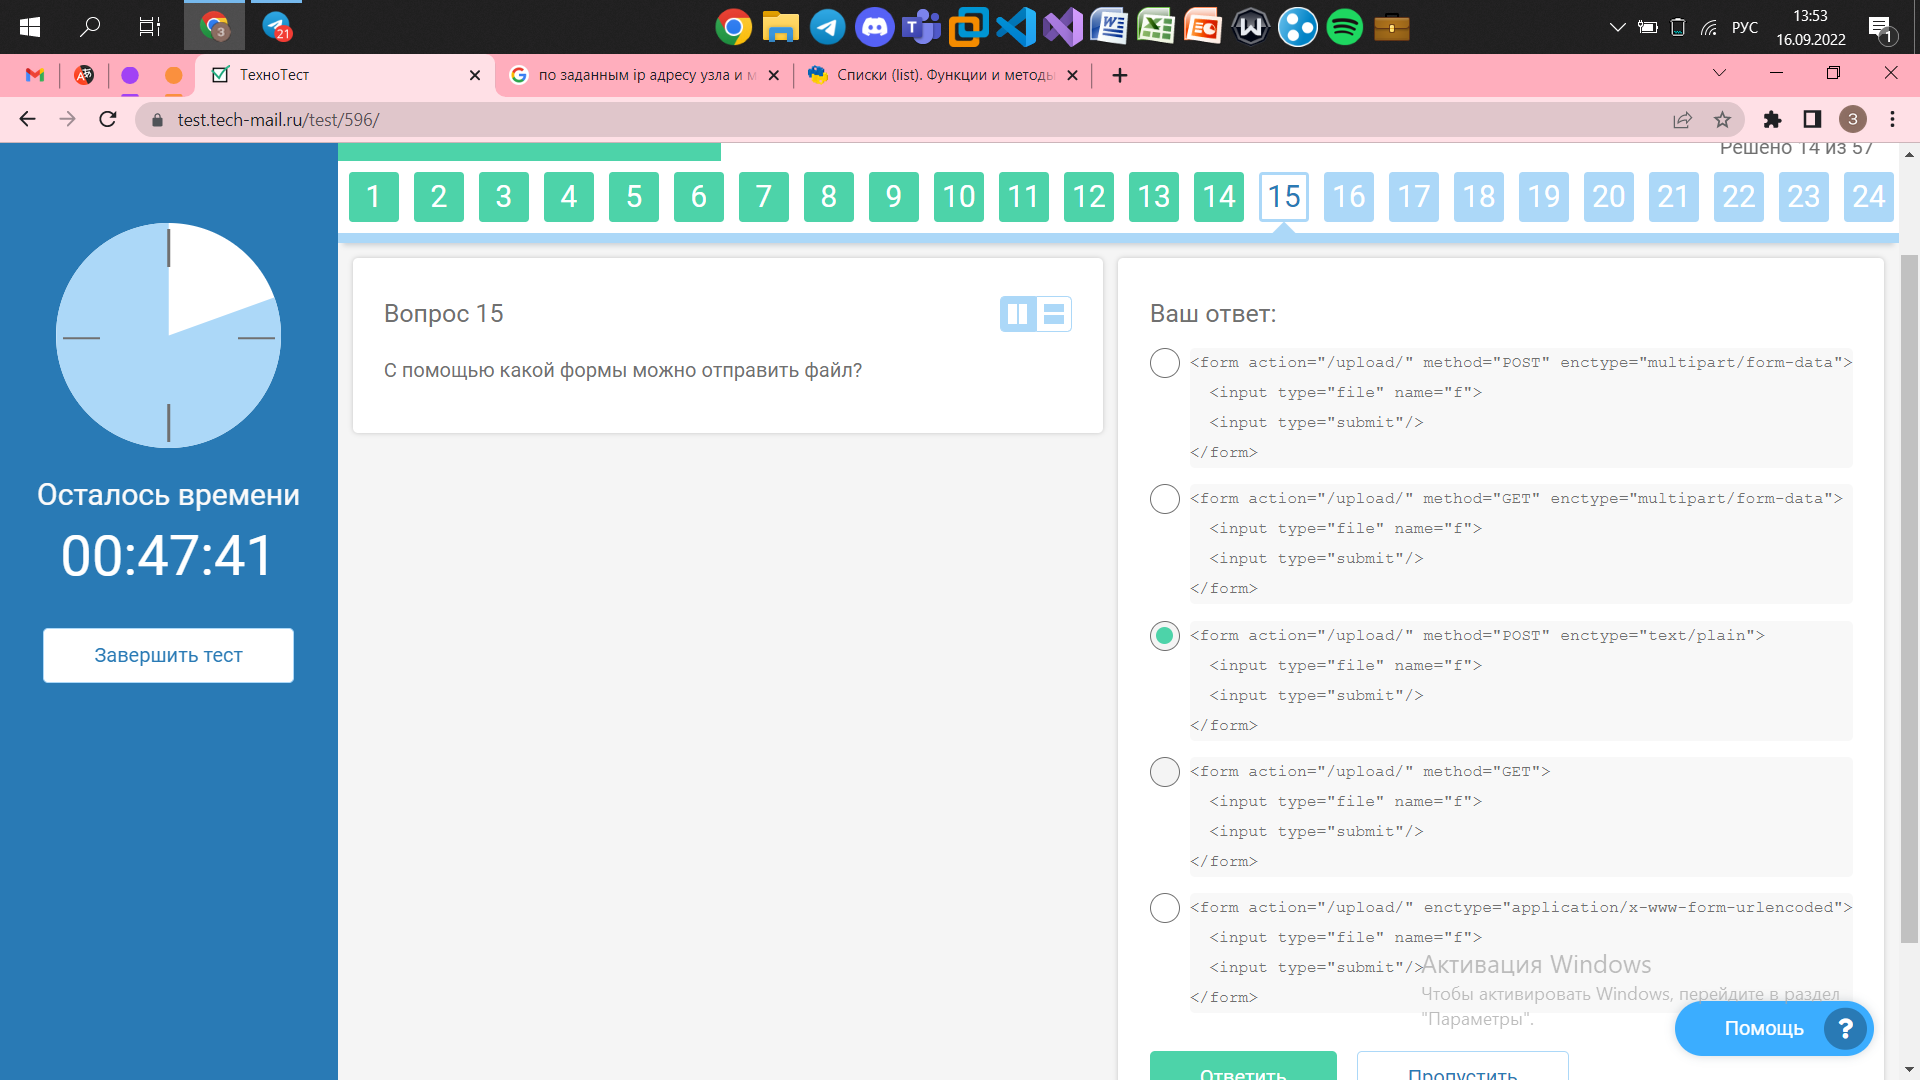 21
3
РУС
13:53
16.09.2022
1
ТехноТест
по заданным ip адресу узла и м
Списки (list). Функции и методы
test.tech-mail.ru/test/596/
3
Решено 14 из 57
1 2 3 4 5 6 7 8 9 10 11 12 13 14 15 16 17 18 19 20 21 22 23 24
Осталось времени
00:47:41
Завершить тест
Вопрос 15
С помощью какой формы можно отправить файл?
Ваш ответ:
<form action="/upload/" method="POST" enctype="multipart/form-data">
<input type="file" name="f">
<input type="submit"/>
</form>
<form action="/upload/" method="GET" enctype="multipart/form-data">
<input type="file" name="f">
<input type="submit"/>
</form>
<form action="/upload/" method="POST" enctype="text/plain">
<input type="file" name="f">
<input type="submit"/>
</form>
<form action="/upload/" method="GET">
<input type="file" name="f">
<input type="submit"/>
</form>
<form action="/upload/" enctype="application/x-www-form-urlencoded">
<input type="file" name="f">
<input type="submit"/>
</form>
Активация Windows
Чтобы активировать Windows, перейдите в раздел
"Параметры".
Помощь ?
Ответить
Пропустить